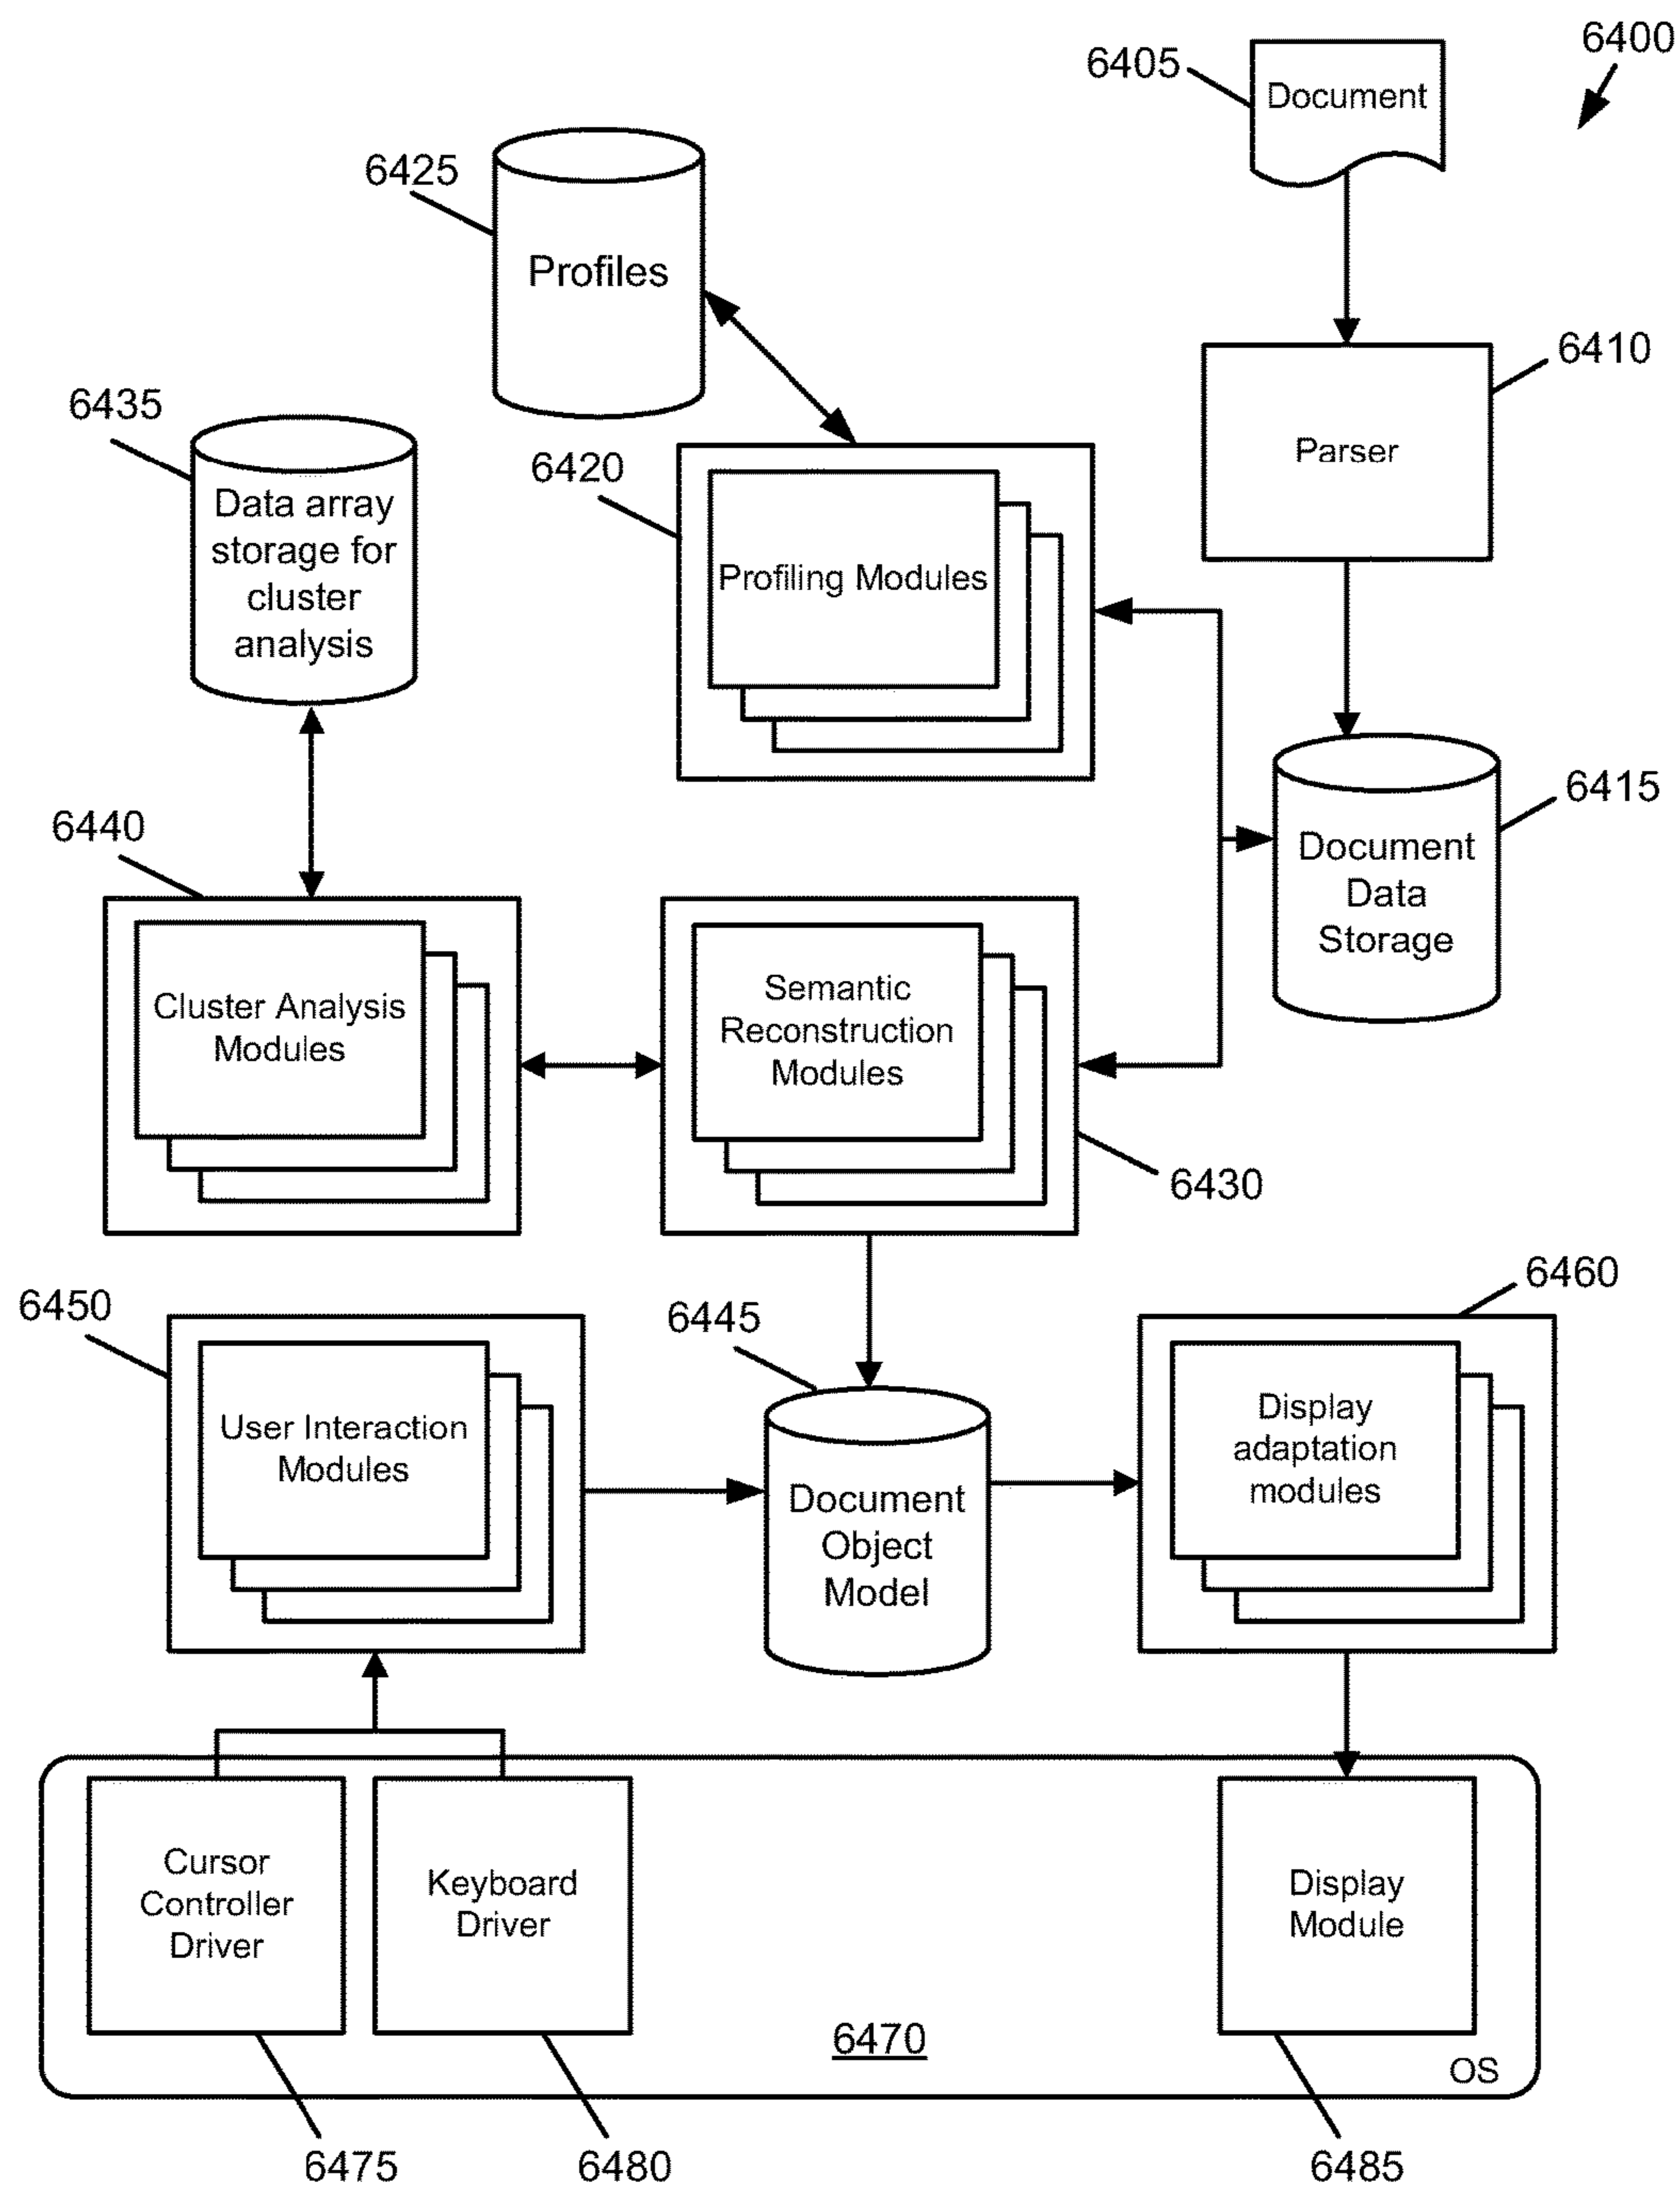 6400
6405
Document
6425
Profiles
6410
Parser
6435
Data array
storage for
cluster
analysis
6420
Profiling Modules
6415
Document
Data
Storage
6440
Cluster Analysis
Modules
Semantic
Reconstruction
Modules
6430
6450
User Interaction
Modules
6445
Document
Object
Model
6460
Display
adaptation
modules
Cursor
Controller
Driver
Keyboard
Driver
Display
Module
6470
OS
6475
6480
6485